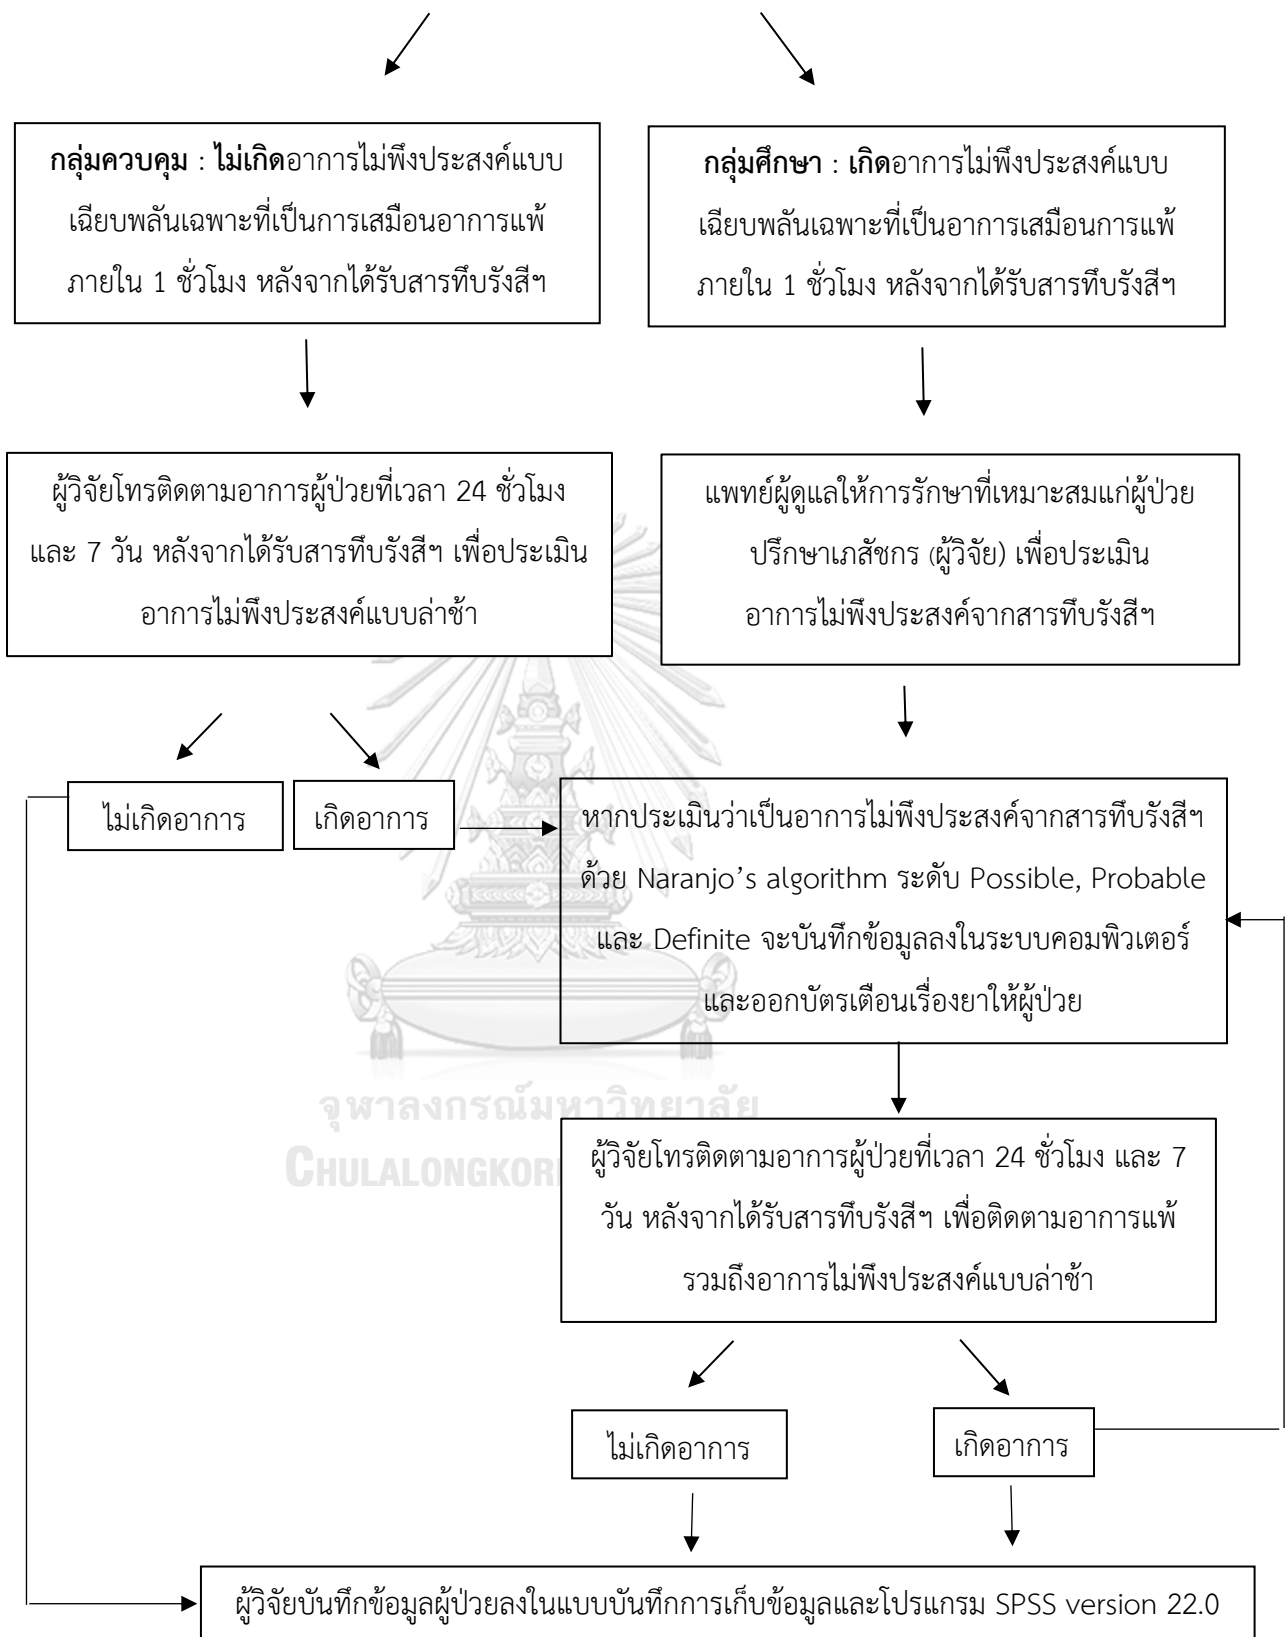 กลุ่มควบคุม : ไม่เกิดอาการไม่พึงประสงค์แบบ
เฉียบพลันเฉพาะที่เป็นการเสมือนอาการแพ้
ภายใน 1 ชั่วโมง หลังจากได้รับสารทึบรังสีฯ
กลุ่มศึกษา : เกิดอาการไม่พึงประสงค์แบบ
เฉียบพลันเฉพาะที่เป็นอาการเสมือนการแพ้
ภายใน 1 ชั่วโมง หลังจากได้รับสารทึบรังสีฯ
ผู้วิจัยโทรติดตามอาการผู้ป่วยที่เวลา 24 ชั่วโมง
และ 7 วัน หลังจากได้รับสารทึบรังสีฯ เพื่อประเมิน
อาการไม่พึงประสงค์แบบล่าช้า
แพทย์ผู้ดูแลให้การรักษาที่เหมาะสมแก่ผู้ป่วย
ปรึกษาเภสัชกร (ผู้วิจัย) เพื่อประเมิน
อาการไม่พึงประสงค์จากสารทึบรังสีฯ
ไม่เกิดอาการ
เกิดอาการ
หากประเมินว่าเป็นอาการไม่พึงประสงค์จากสารทึบรังสีฯ
ด้วย Naranjo’s algorithm ระดับ Possible, Probable
และ Definite จะบันทึกข้อมูลลงในระบบคอมพิวเตอร์
และออกบัตรเตือนเรื่องยาให้ผู้ป่วย
จุฬาลงกรณ์มหาวิทยาลัย
CHULALONGKOR
ผู้วิจัยโทรติดตามอาการผู้ป่วยที่เวลา 24 ชั่วโมง และ 7
วัน หลังจากได้รับสารทึบรังสีฯ เพื่อติดตามอาการแพ้
รวมถึงอาการไม่พึงประสงค์แบบล่าช้า
ไม่เกิดอาการ
เกิดอาการ
ผู้วิจัยบันทึกข้อมูลผู้ป่วยลงในแบบบันทึกการเก็บข้อมูลและโปรแกรม SPSS version 22.0